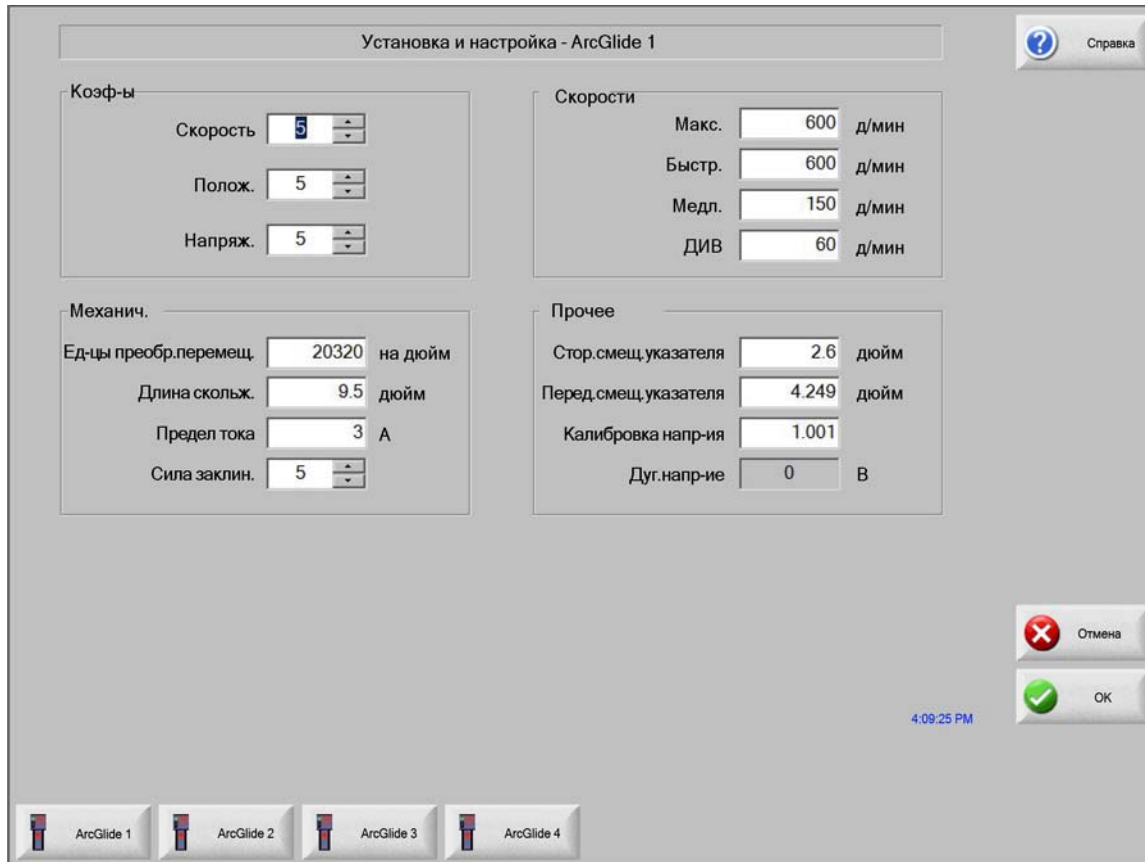 Установка и настройка - ArcGlide 1
Справка
Коэф-ы
Скорость 5
Полож. 5
Напряж. 5
Скорости
Макс. 600 д/мин
Быстр. 600 д/мин
Медл. 150 д/мин
ДИВ 60 д/мин
Механич.
Ед-цы преобр.перемещ. 20320 на дюйм
Длина скольж. 9.5 дюйм
Предел тока 3 А
Сила заклин. 5
Прочее
Стор.смещ.указателя 2.6 дюйм
Перед.смещ.указателя 4.249 дюйм
Калибровка напр-ия 1.001
Дуг.напр-ие 0 В
Отмена
OK
4:09:25 PM
ArcGlide 1 ArcGlide 2 ArcGlide 3 ArcGlide 4